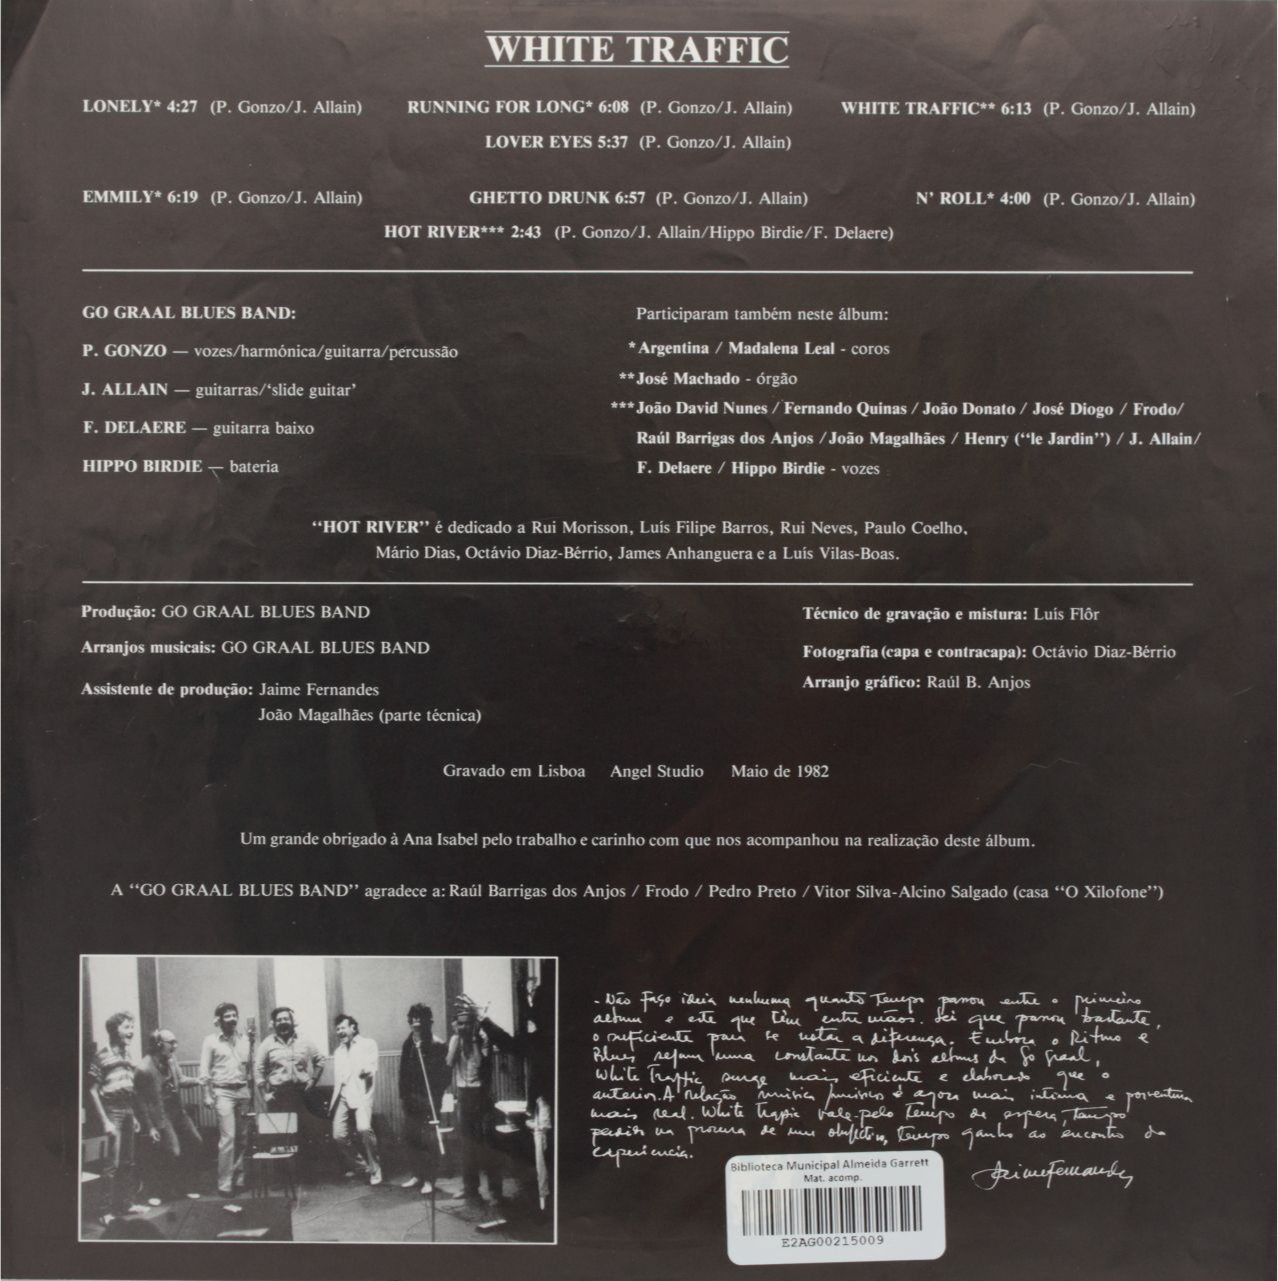 WHITE TRAFFIC
LONELY* 4:27 (P. Gonzo/J. Allain) RUNNING FOR LONG* 6:08 (P. Gonzo/J. Allain) WHITE TRAFFIC** 6:13 (P. Gonzo/J. Allain)
LOVER EYES 5:37 (P. Gonzo/J. Allain)
EMMILY* 6:19 (P. Gonzo/J. Allain) GHETTO DRUNK 6:57 (P. Gonzo/J. Allain) N' ROLL* 4:00 (P. Gonzo/J. Allain)
HOT RIVER*** 2:43 (P. Gonzo/J. Allain/Hippo Birdie/F. Delaere)
GO GRAAL BLUES BAND:
P. GONZO — vozes/harmónica/guitarra/percussão
J. ALLAIN — guitarras/‘slide guitar’
F. DELAERE — guitarra baixo
HIPPO BIRDIE — bateria
Participaram também neste álbum:
*Argentina / Madalena Leal - coros
**José Machado - órgão
***João David Nunes / Fernando Quinas / João Donato / José Diogo / Frodo/
Raúl Barrigas dos Anjos /João Magalhães / Henry (“le Jardin”) / J. Allain/
F. Delaere / Hippo Birdie - vozes
“HOT RIVER” é dedicado a Rui Morisson, Luís Filipe Barros, Rui Neves, Paulo Coelho,
Mário Dias, Octávio Diaz-Bérrio, James Anhanguera e a Luís Vilas-Boas.
Produção: GO GRAAL BLUES BAND
Arranjos musicais: GO GRAAL BLUES BAND
Assistente de produção: Jaime Fernandes
João Magalhães (parte técnica)
Técnico de gravação e mistura: Luís Flôr
Fotografia (capa e contracapa): Octávio Diaz-Bérrio
Arranjo gráfico: Raúl B. Anjos
Gravado em Lisboa Angel Studio Maio de 1982
Um grande obrigado à Ana Isabel pelo trabalho e carinho com que nos acompanhou na realização deste álbum.
A “GO GRAAL BLUES BAND” agradece a: Raúl Barrigas dos Anjos / Frodo / Pedro Preto / Vitor Silva-Alcino Salgado (casa “O Xilofone”)
- Não faço ideia nenhuma quanto tempo passou entre o primeiro
album e este que têm entre mãos. Sei que passou bastante,
o suficiente para se notar a diferença. Embora o Ritmo e
Blues sejam uma constante nos dois albuns da Go Graal,
White Traffic surge mais eficiente e elaborado que o
anterior. A relação música/músico é agora mais intima e porventura
mais real. White Traffic vale pelo tempo de espera, tempo
perdido na procura de um objectivo, tempo ganho ao encontro da
experiencia.
Jaime Fernandes
Biblioteca Municipal Almeida Garrett
Mat. acomp.
E2AG00215009